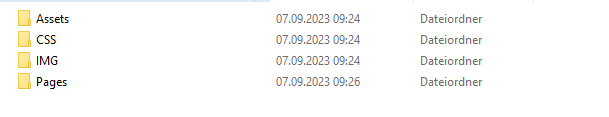 Assets 07.09.2023 09:24 Dateiordner
CSS 07.09.2023 09:24 Dateiordner
IMG 07.09.2023 09:24 Dateiordner
Pages 07.09.2023 09:26 Dateiordner